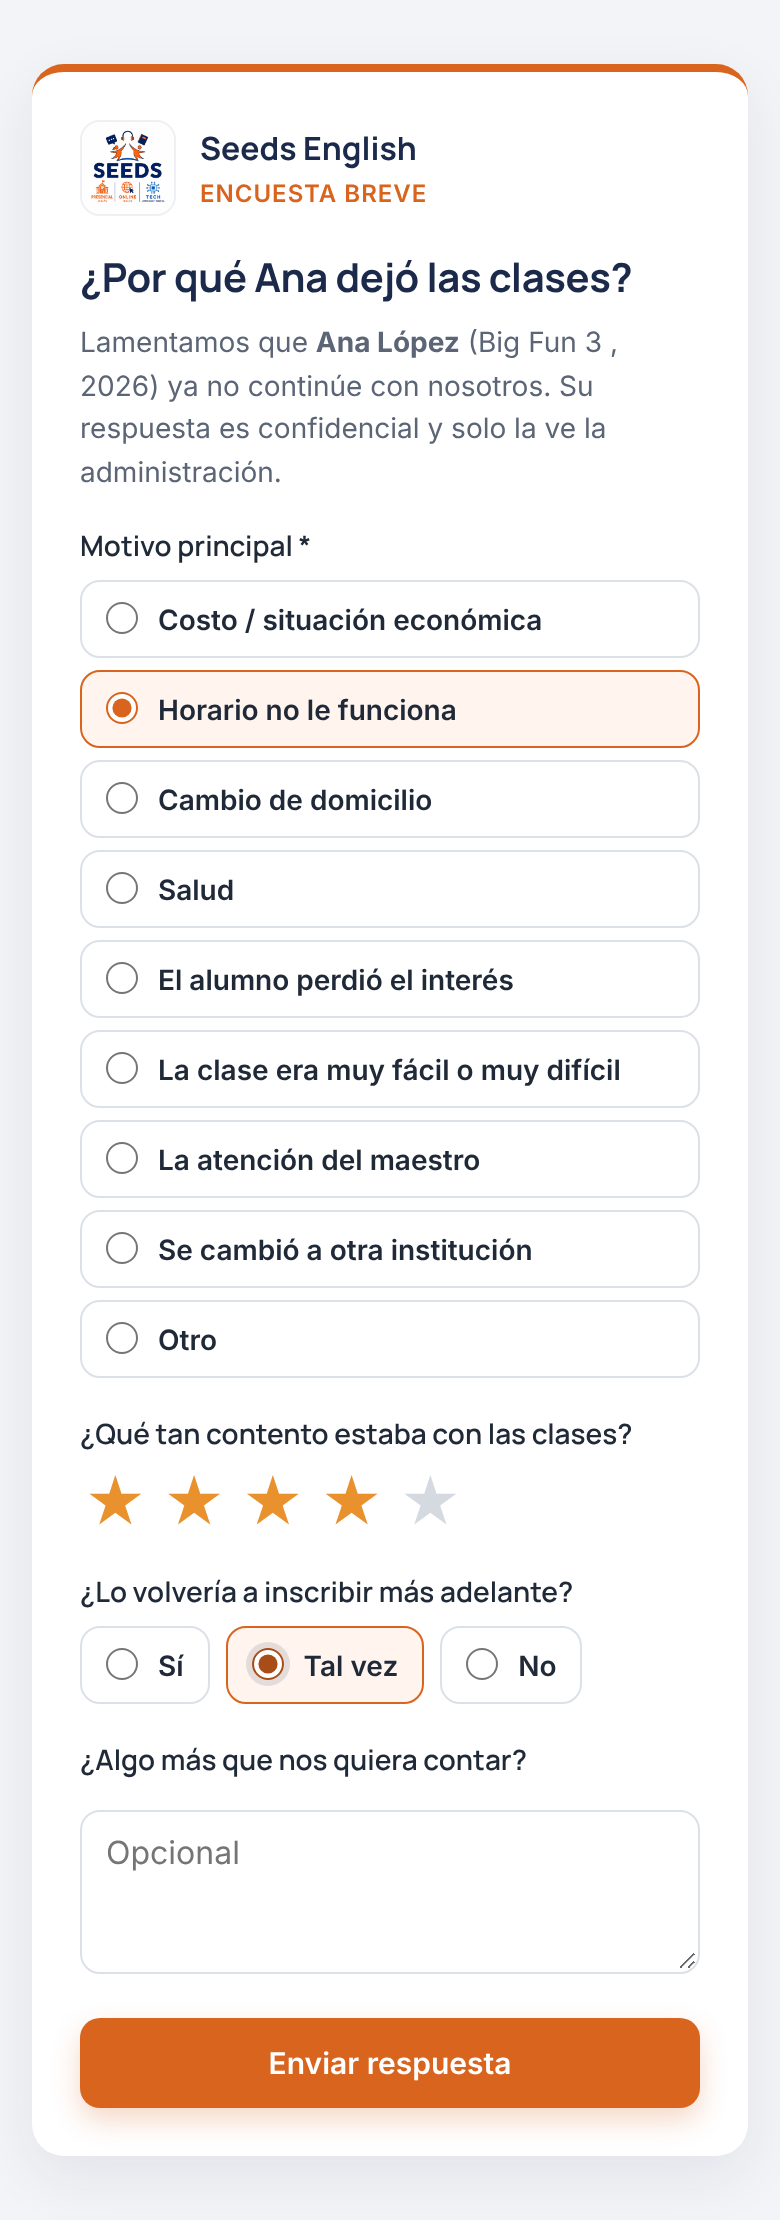 SEEDS
PRESENCIAL
ONLINE
TECH
Seeds English
ENCUESTA BREVE
¿Por qué Ana dejó las clases?
Lamentamos que Ana López (Big Fun 3 ,
2026) ya no continúe con nosotros. Su
respuesta es confidencial y solo la ve la
administración.
Motivo principal *
Costo / situación económica
Horario no le funciona
Cambio de domicilio
Salud
El alumno perdió el interés
La clase era muy fácil o muy difícil
La atención del maestro
Se cambió a otra institución
Otro
¿Qué tan contento estaba con las clases?
¿Lo volvería a inscribir más adelante?
Sí
Tal vez
No
¿Algo más que nos quiera contar?
Opcional
Enviar respuesta